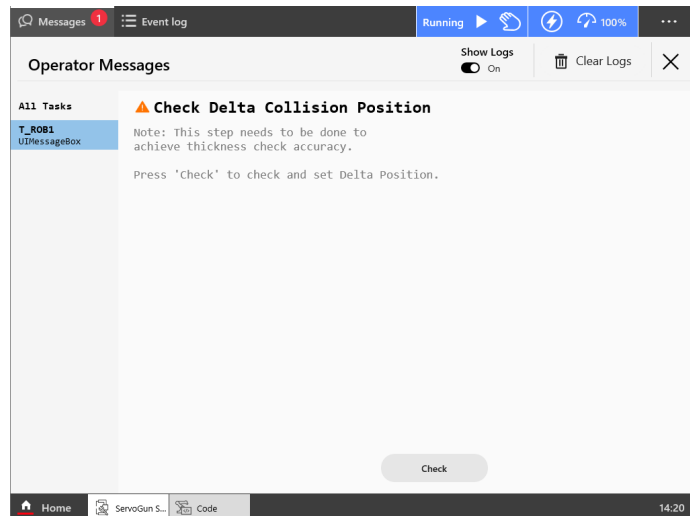 Messages 1 Event log Running 100% ...
Operator Messages Show Logs On Clear Logs
All Tasks
T_ROB1
UIMessageBox
Check Delta Collision Position
Note: This step needs to be done to
achieve thickness check accuracy.
Press 'Check' to check and set Delta Position.
Check
Home ServoGun S... Code 14:20